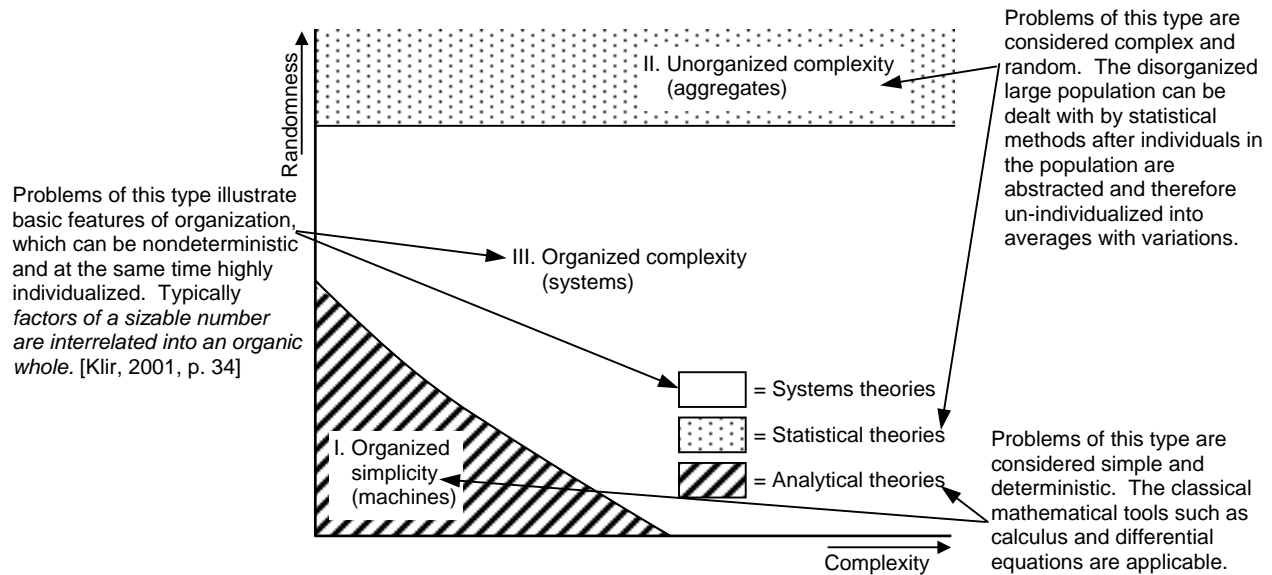 Problems of this type are
considered complex and
random. The disorganized
large population can be
dealt with by statistical
methods after individuals in
the population are
abstracted and therefore
un-individualized into
averages with variations.
Randomness
II. Unorganized complexity
(aggregates)
Problems of this type illustrate
basic features of organization,
which can be nondeterministic
and at the same time highly
individualized. Typically
factors of a sizable number
are interrelated into an organic
whole. [Klir, 2001, p. 34]
III. Organized complexity
(systems)
= Systems theories
= Statistical theories
= Analytical theories
I. Organized
simplicity
(machines)
Problems of this type are
considered simple and
deterministic. The classical
mathematical tools such as
calculus and differential
equations are applicable.
Complexity